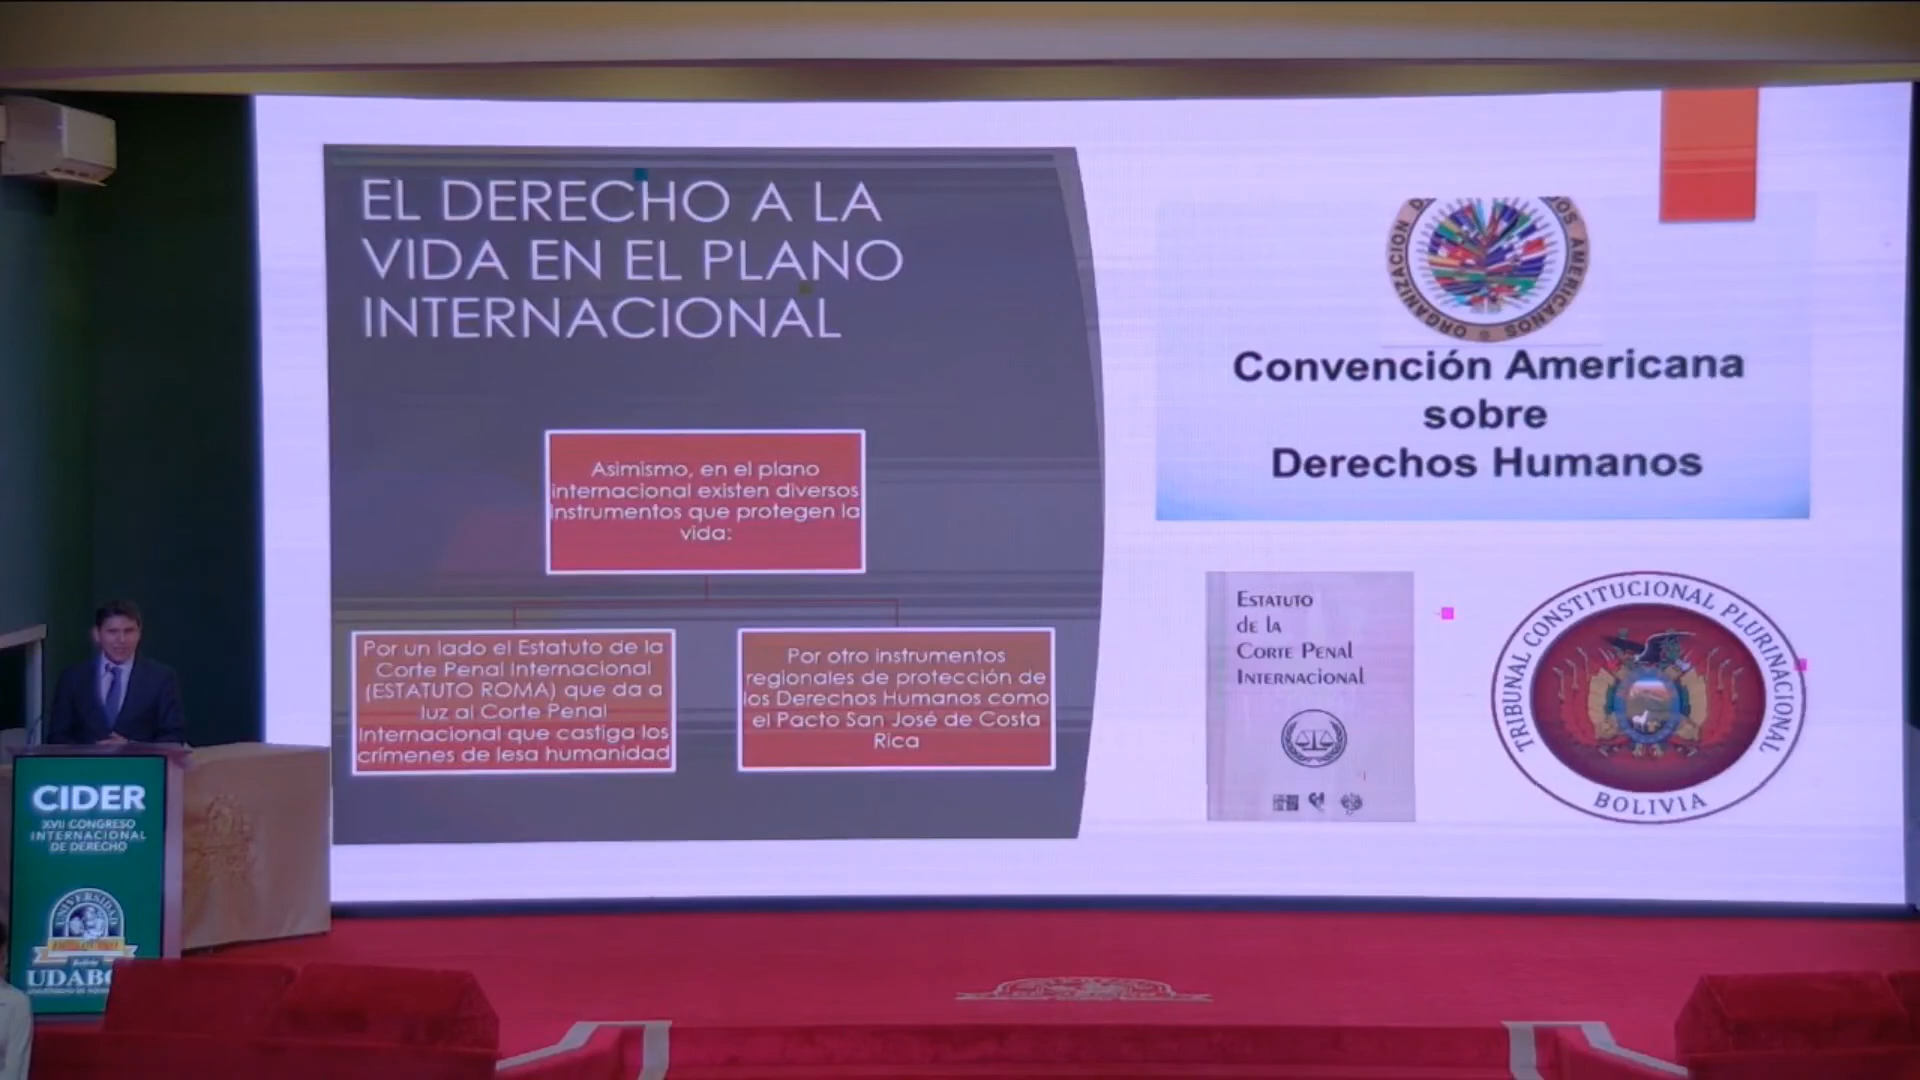 EL DERECHO A LA
VIDA EN EL PLANO
INTERNACIONAL
Asimismo, en el plano
internacional existen diversos
instrumentos que protegen la
vida:
Por un lado el Estatuto de la
Corte Penal Internacional
(ESTATUTO ROMA) que da a
luz al Corte Penal
Internacional que castiga los
crímenes de lesa humanidad
Por otro instrumentos
regionales de protección de
los Derechos Humanos como
el Pacto San José de Costa
Rica
ORGANIZACION D OS AMERICANOS
Convención Americana
sobre
Derechos Humanos
ESTATUTO
DE LA
CORTE PENAL
INTERNACIONAL
TRIBUNAL CONSTITUCIONAL PLURINACIONAL
BOLIVIA
CIDER
XVII CONGRESO
INTERNACIONAL
DE DERECHO
UNIVERSIDAD
Bolivia
UDABO